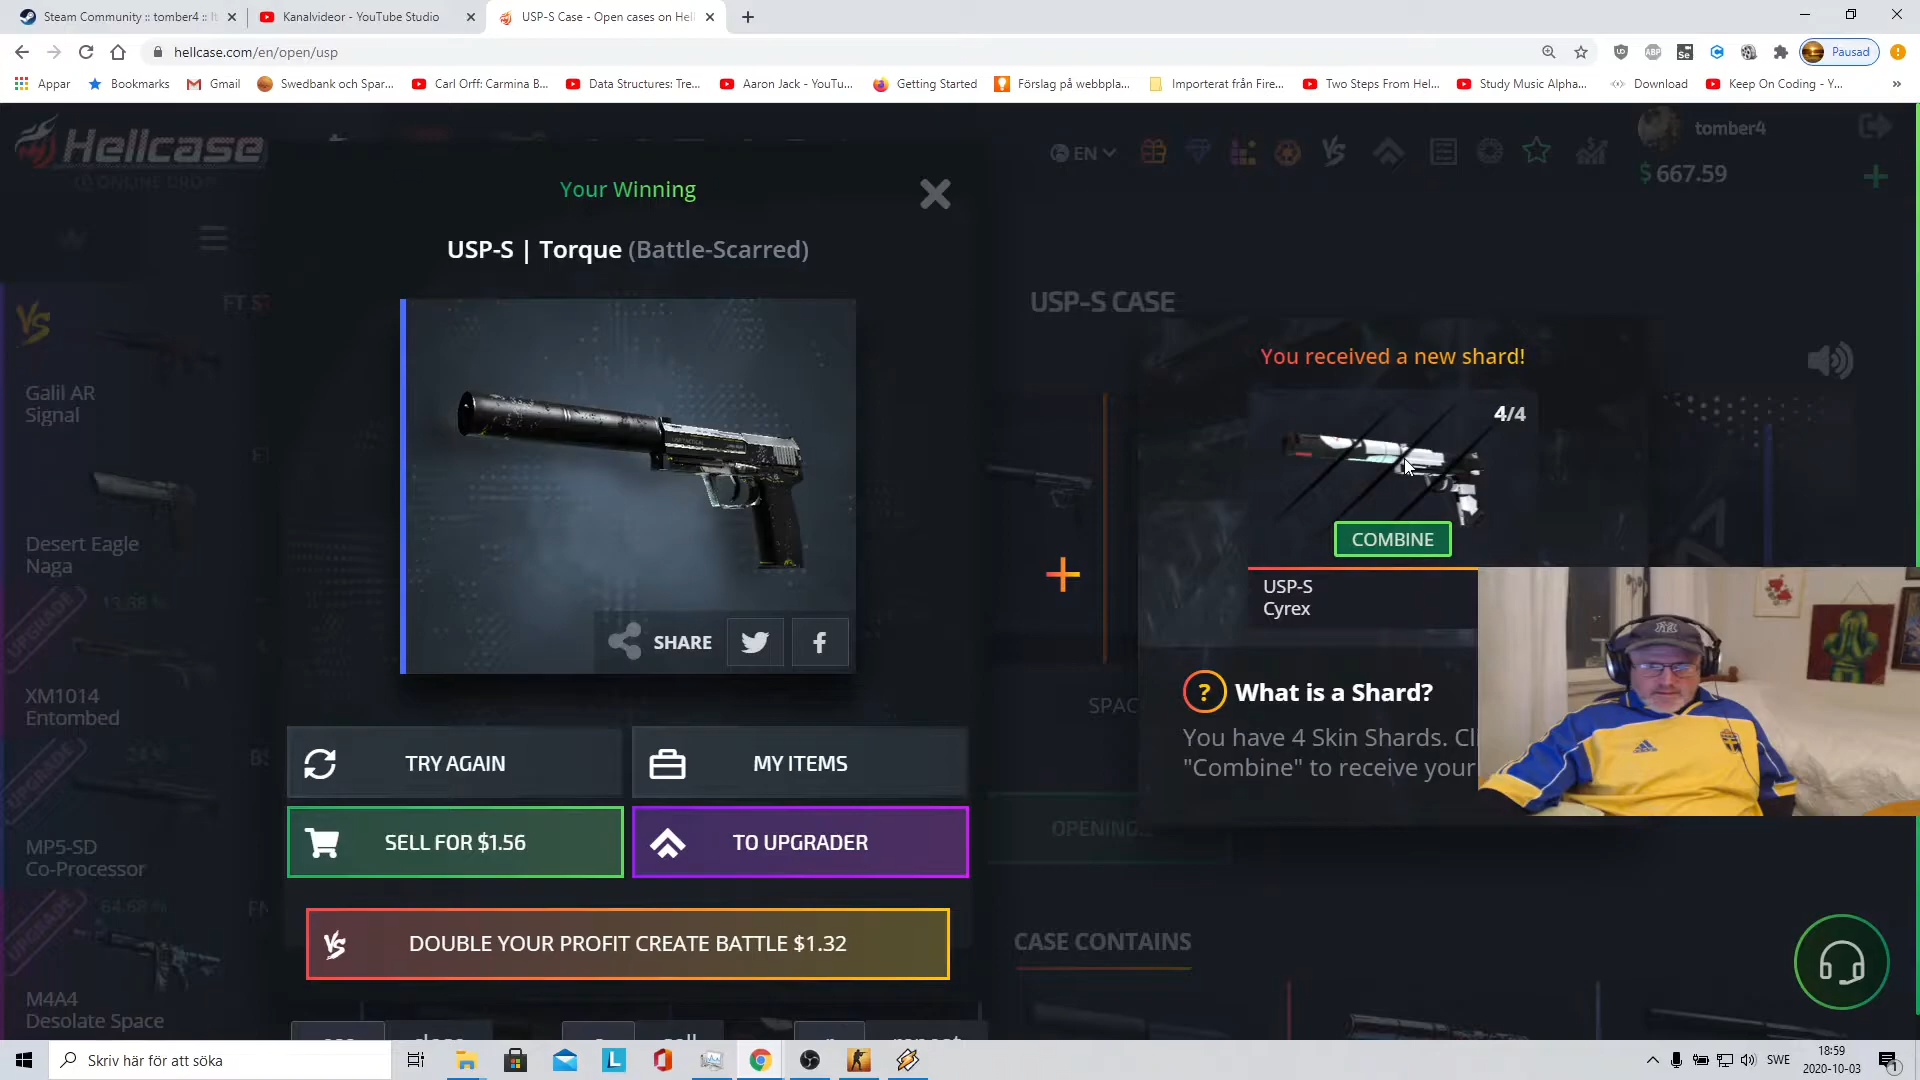 Steam Community :: tomber4 :: It
Kanalvideor - YouTube Studio
USP-S Case - Open cases on Hell
hellcase.com/en/open/usp
Pausad
Appar
Bookmarks
Gmail
Swedbank och Spar...
Carl Orff: Carmina B...
Data Structures: Tre...
Aaron Jack - YouTu...
Getting Started
Förslag på webbpla...
Importerat från Fire...
Two Steps From Hel...
Study Music Alpha...
Download
Keep On Coding - Y...
Hellcase
EN
tomber4
$ 667.59
Your Winning
USP-S | Torque (Battle-Scarred)
USP-S CASE
You received a new shard!
4/4
COMBINE
USP-S
Cyrex
What is a Shard?
You have 4 Skin Shards. Cl
"Combine" to receive your
Galil AR
Signal
Desert Eagle
Naga
UPGRADE
XM1014
Entombed
UPGRADE
MP5-SD
Co-Processor
UPGRADE
M4A4
Desolate Space
SHARE
TRY AGAIN
MY ITEMS
SELL FOR $1.56
TO UPGRADER
DOUBLE YOUR PROFIT CREATE BATTLE $1.32
OPENING
CASE CONTAINS
Skriv här för att söka
SWE
18:59
2020-10-03